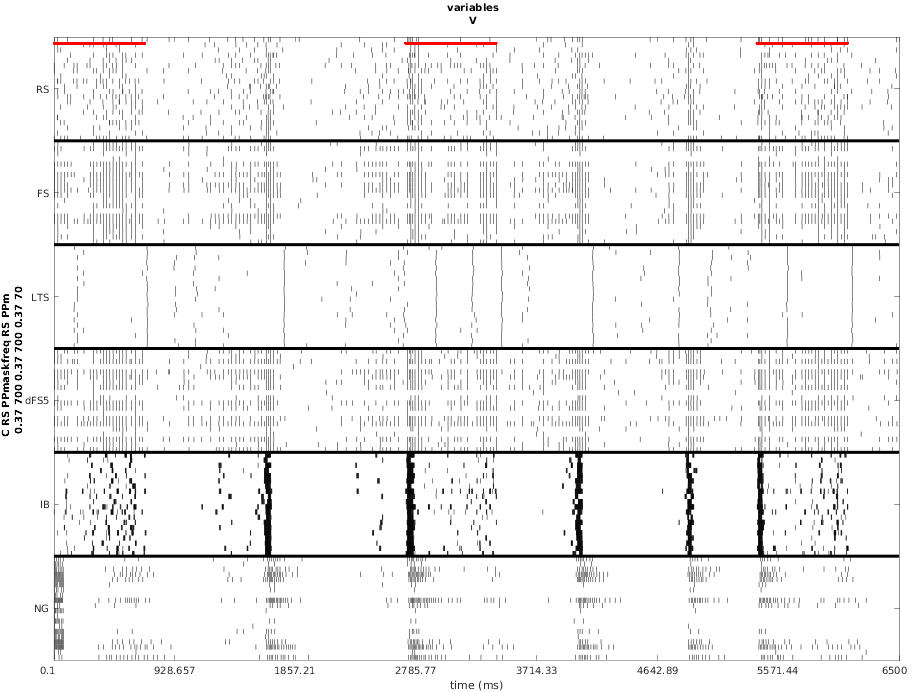 variables
V
C RS PPmaskfreq RS PPm
0.37 700 0.37 700 0.37 70
RS
FS
LTS
dFS5
IB
NG
0.1 928.657 1857.21 2785.77 3714.33 4642.89 5571.44 6500
time (ms)